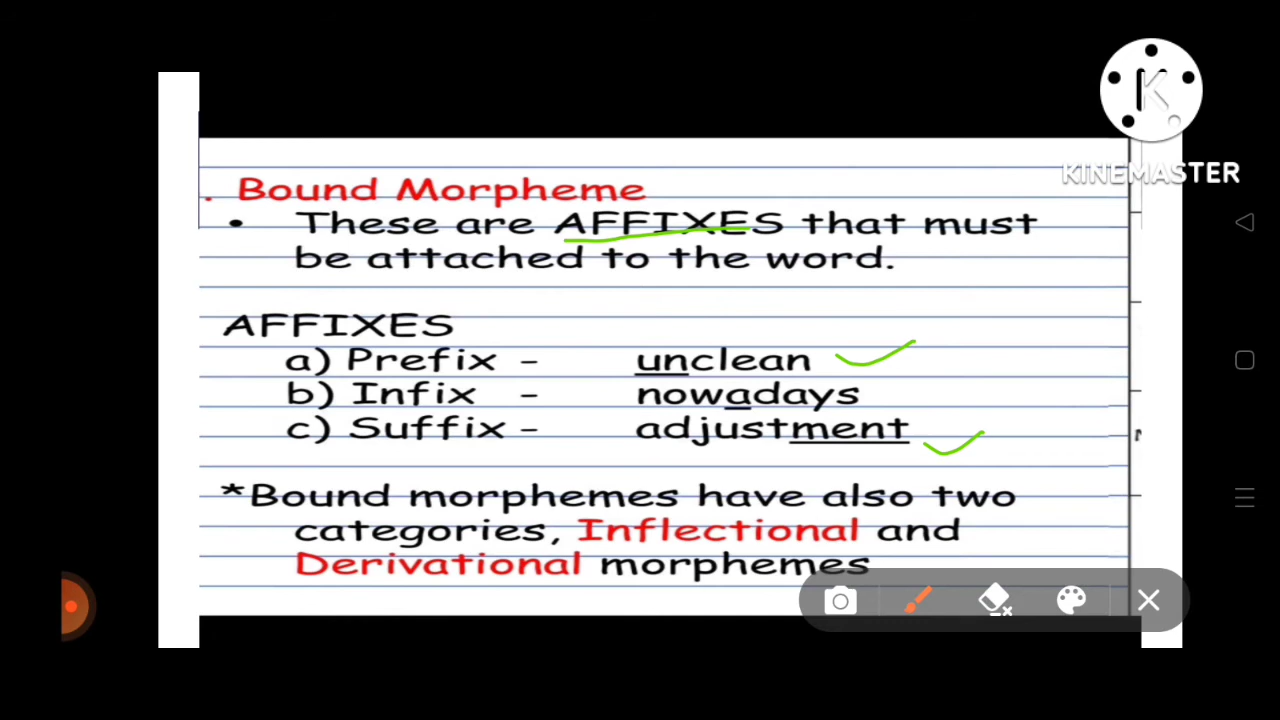 K
KINEMASTER
. Bound Morpheme
• These are AFFIXES that must
be attached to the word.
AFFIXES
a) Prefix - unclean
b) Infix - nowadays
c) Suffix - adjustment
*Bound morphemes have also two
categories, Inflectional and
Derivational morphemes